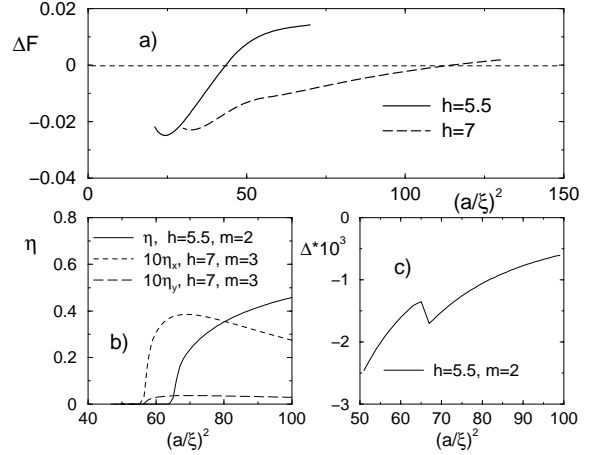 0.02
a)
ΔF
0
−0.02
−0.04
h=5.5
h=7
0
50
100
150
(a/ξ)²
0.8
η
0.6
0.4
0.2
0
η, h=5.5, m=2
10ηₓ, h=7, m=3
10η_y, h=7, m=3
b)
40
60
80
100
(a/ξ)²
0
Δ*10³
−1
−2
−3
c)
h=5.5, m=2
50
60
70
80
90
100
(a/ξ)²